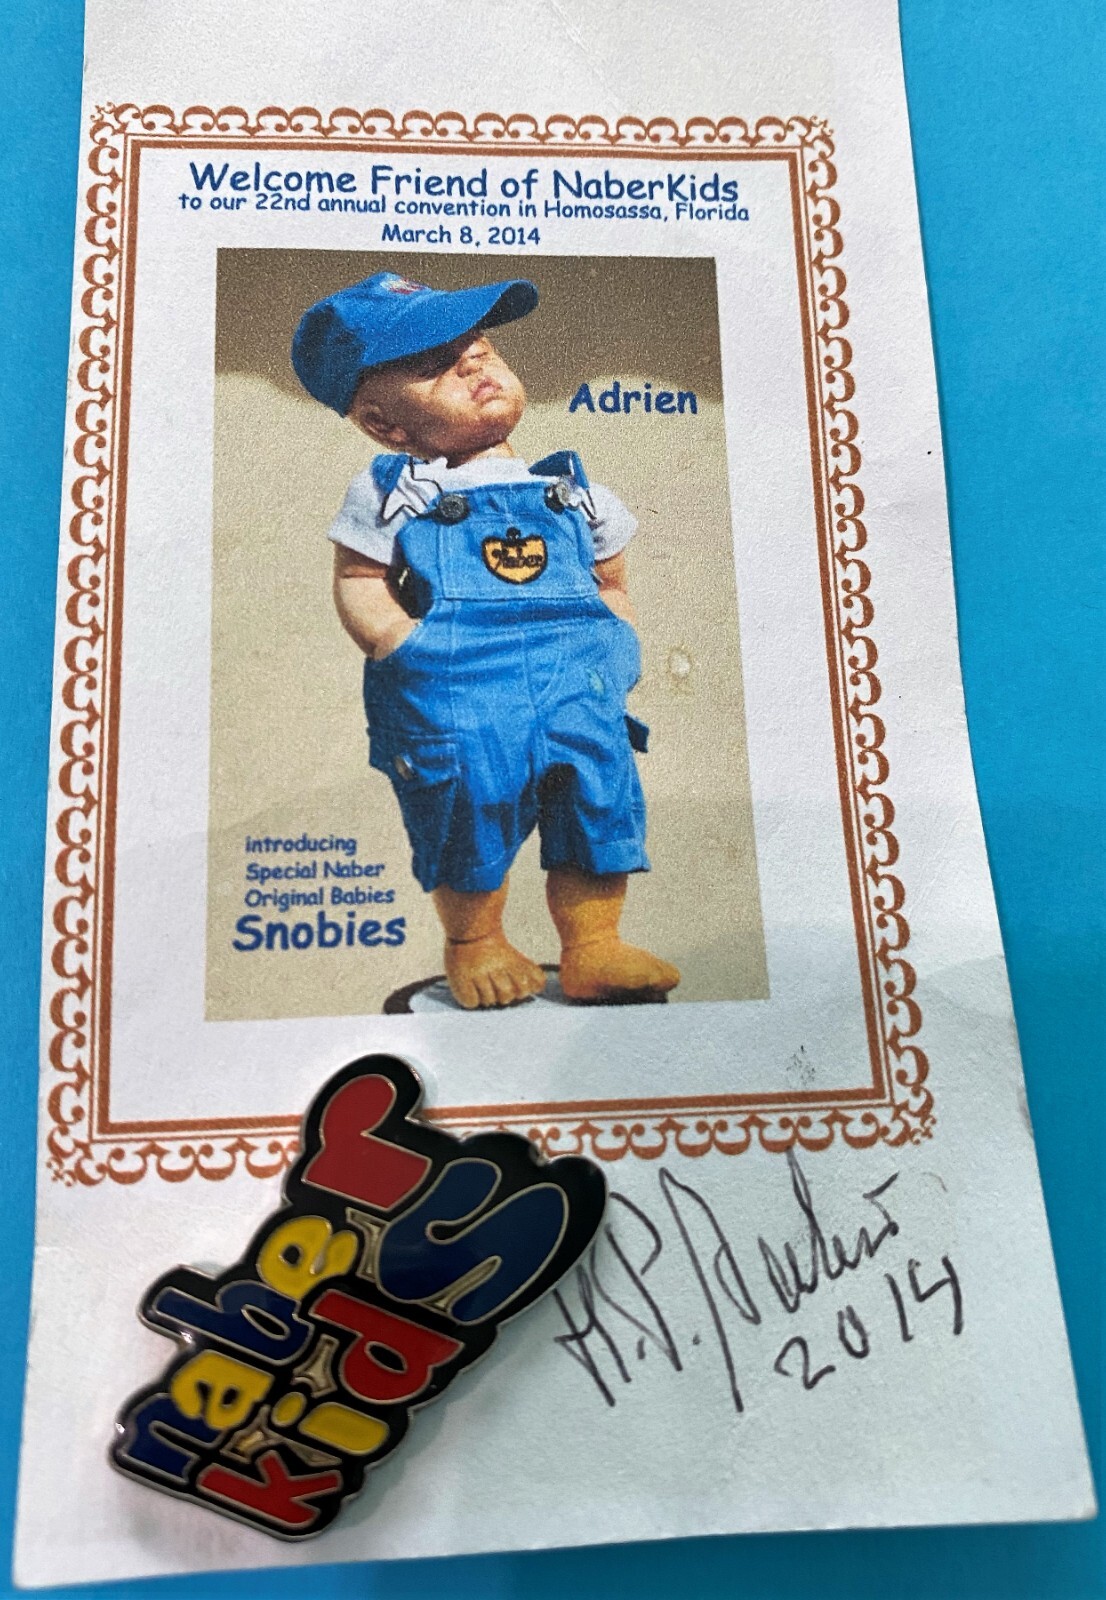 Welcome Friend of NaberKids
to our 22nd annual convention in Homosassa, Florida
March 8, 2014
Adrien
Naber
introducing
Special Naber
Original Babies
Snobies
naber
kids
H.P.
2014